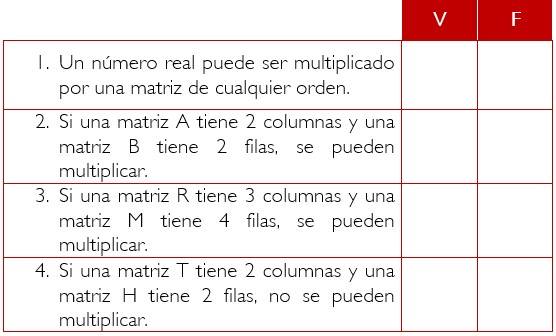 V F
1. Un número real puede ser multiplicado
por una matriz de cualquier orden.
2. Si una matriz A tiene 2 columnas y una
matriz B tiene 2 filas, se pueden
multiplicar.
3. Si una matriz R tiene 3 columnas y una
matriz M tiene 4 filas, se pueden
multiplicar.
4. Si una matriz T tiene 2 columnas y una
matriz H tiene 2 filas, no se pueden
multiplicar.